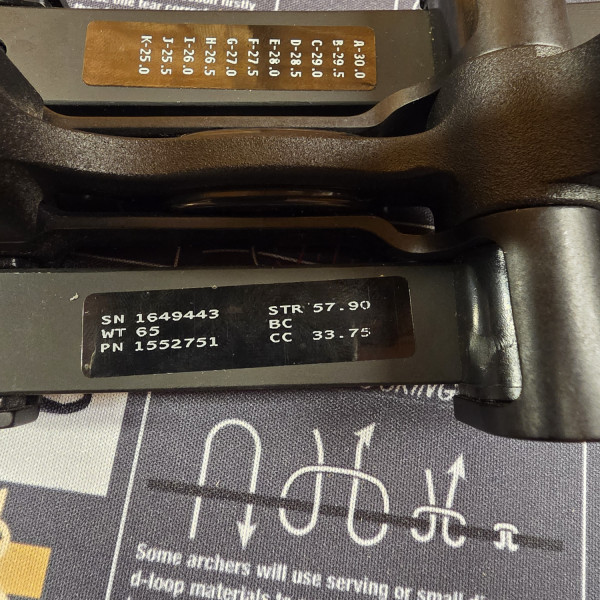 one tear
A-30.0
B-29.5
C-29.0
D-28.5
E-28.0
F-27.5
G-27.0
H-26.5
I-26.0
J-25.5
K-25.0
SN 1649443
WT 65
PN 1552751
STR 57.90
BC
CC 33.75
Some archers will use serving or small
d-loop materials